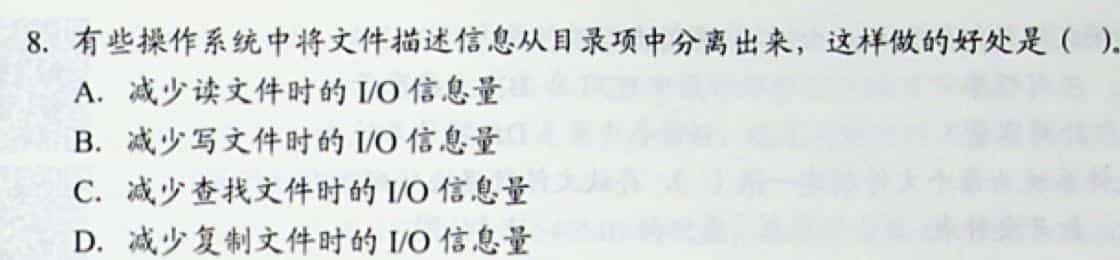 8. 有些操作系统中将文件描述信息从目录项中分离出来，这样做的好处是（ ）。
A. 减少读文件时的 I/O 信息量
B. 减少写文件时的 I/O 信息量
C. 减少查找文件时的 I/O 信息量
D. 减少复制文件时的 I/O 信息量